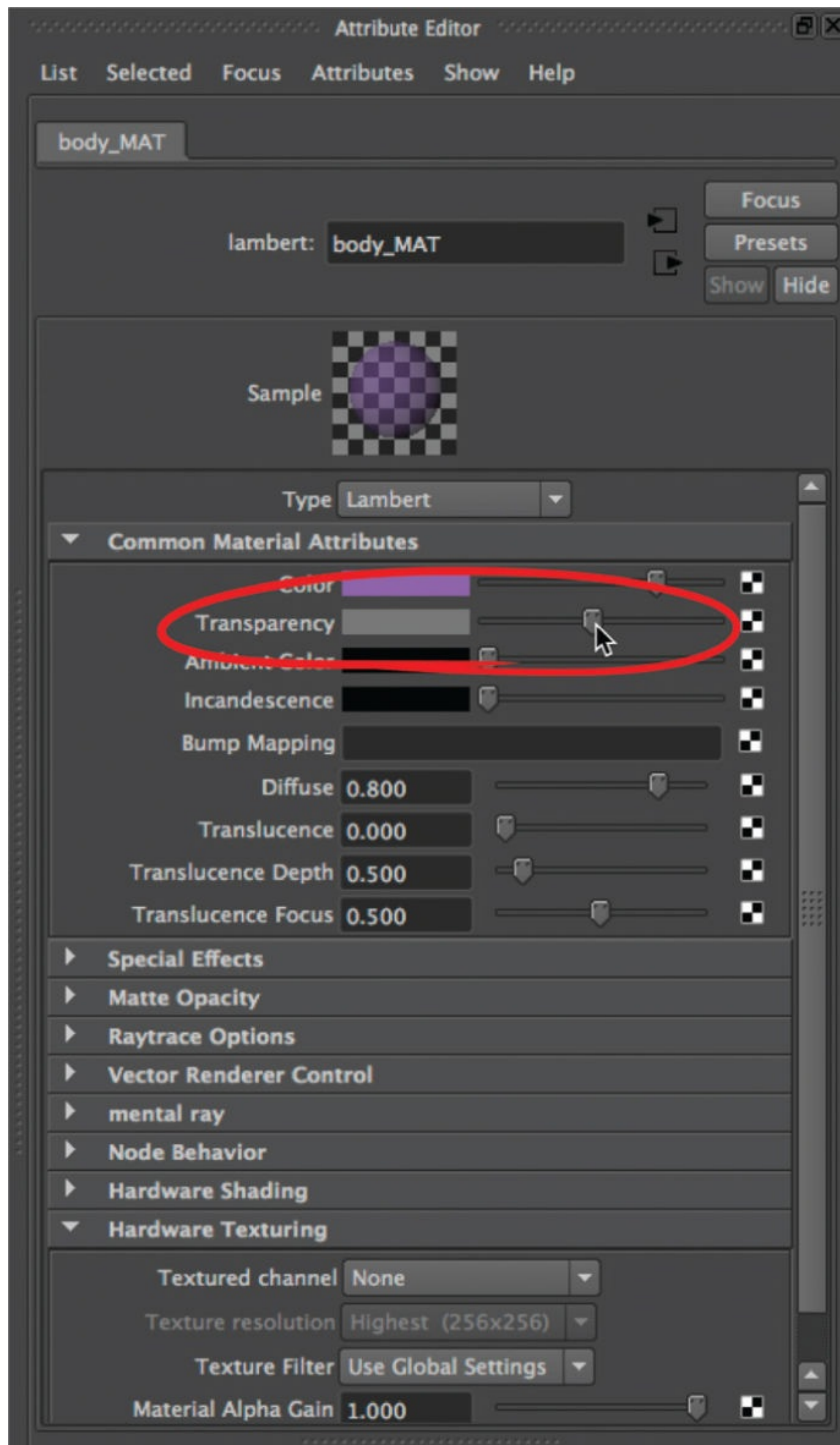 Attribute Editor
List Selected Focus Attributes Show Help
body_MAT
Focus
lambert: body_MAT
Presets
Show Hide
Sample
Type Lambert
Common Material Attributes
Color
Transparency
Ambient Color
Incandescence
Bump Mapping
Diffuse 0.800
Translucence 0.000
Translucence Depth 0.500
Translucence Focus 0.500
Special Effects
Matte Opacity
Raytrace Options
Vector Renderer Control
mental ray
Node Behavior
Hardware Shading
Hardware Texturing
Textured channel None
Texture resolution Highest (256x256)
Texture Filter Use Global Settings
Material Alpha Gain 1.000